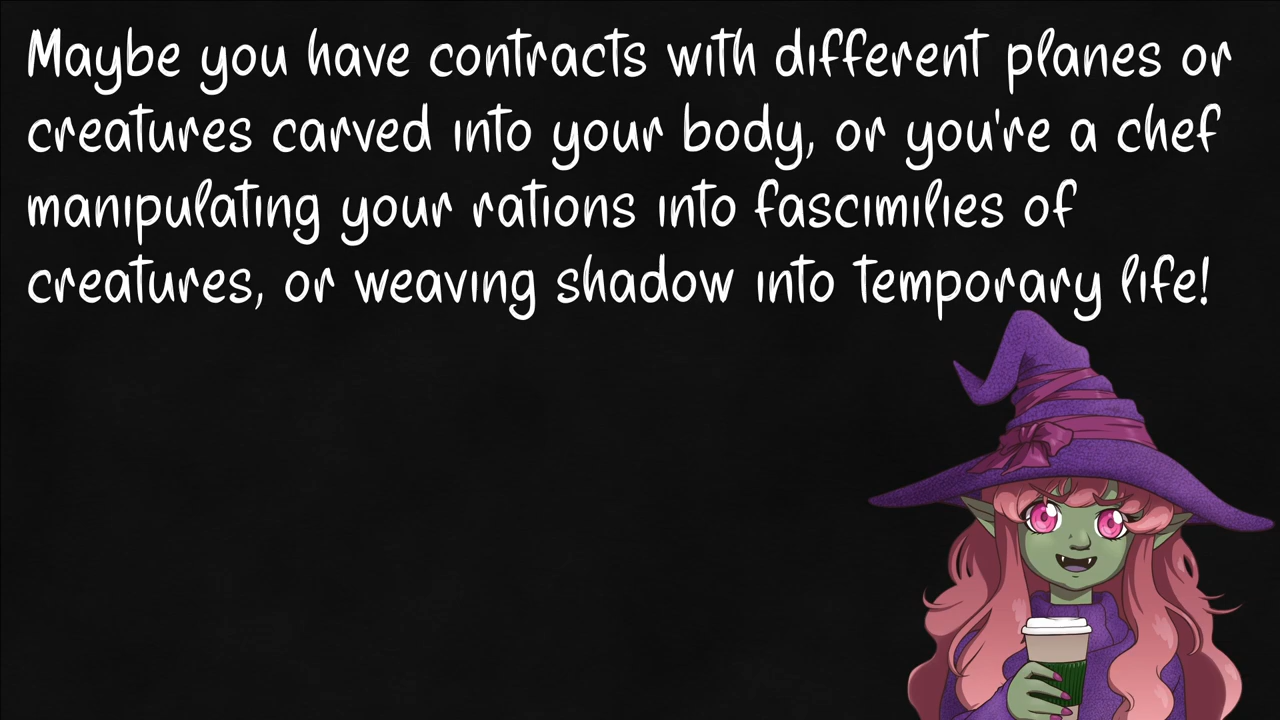 Maybe you have contracts with different planes or
creatures carved into your body, or you're a chef
manipulating your rations into fascimilies of
creatures, or weaving shadow into temporary life!